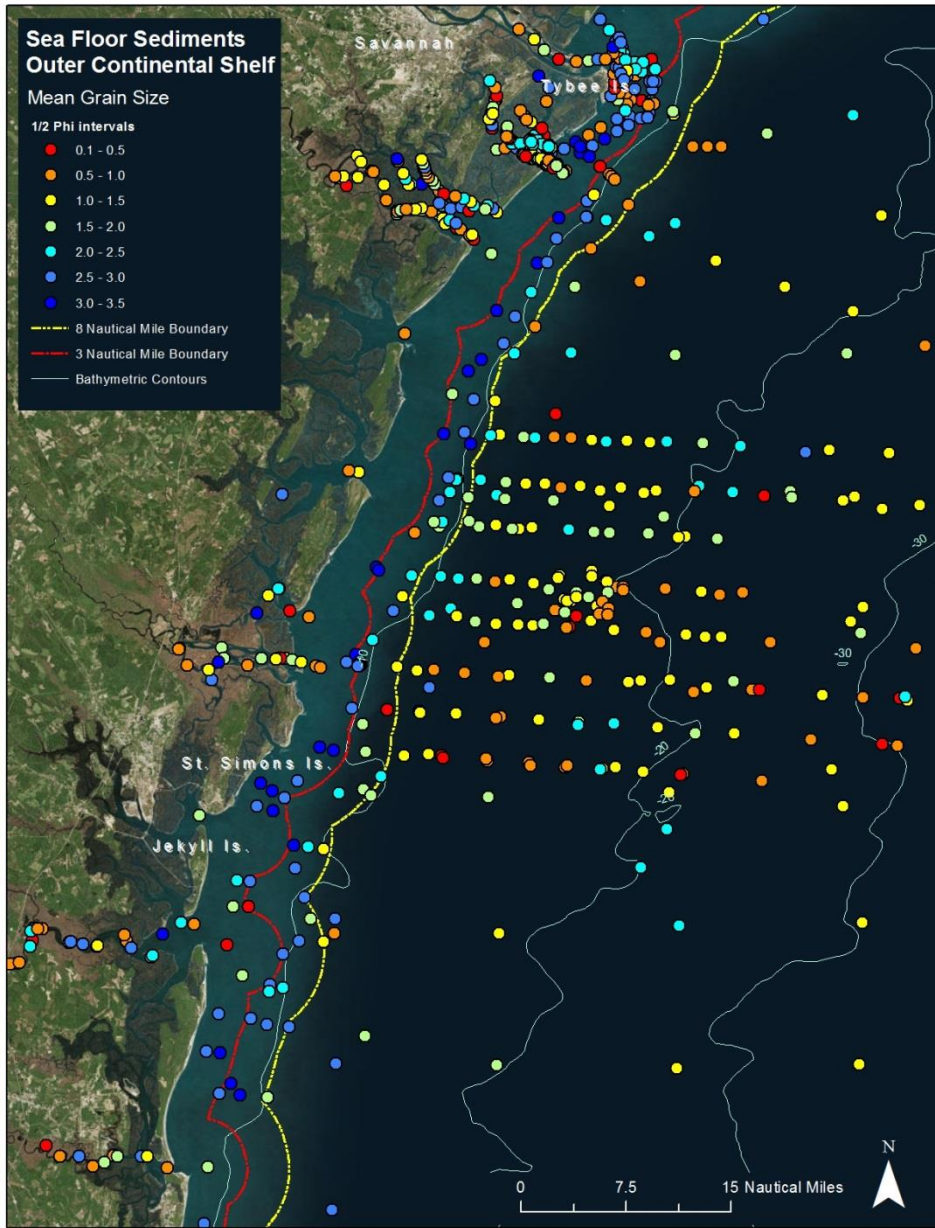 Sea Floor Sediments
Outer Continental Shelf
Mean Grain Size
1/2 Phi intervals
0.1 - 0.5
0.5 - 1.0
1.0 - 1.5
1.5 - 2.0
2.0 - 2.5
2.5 - 3.0
3.0 - 3.5
8 Nautical Mile Boundary
3 Nautical Mile Boundary
Bathymetric Contours
Savannah
Tybee Is.
-30
-10
-30
-20
-20
St. Simons Is.
Jekyll Is.
N
0 7.5 15 Nautical Miles